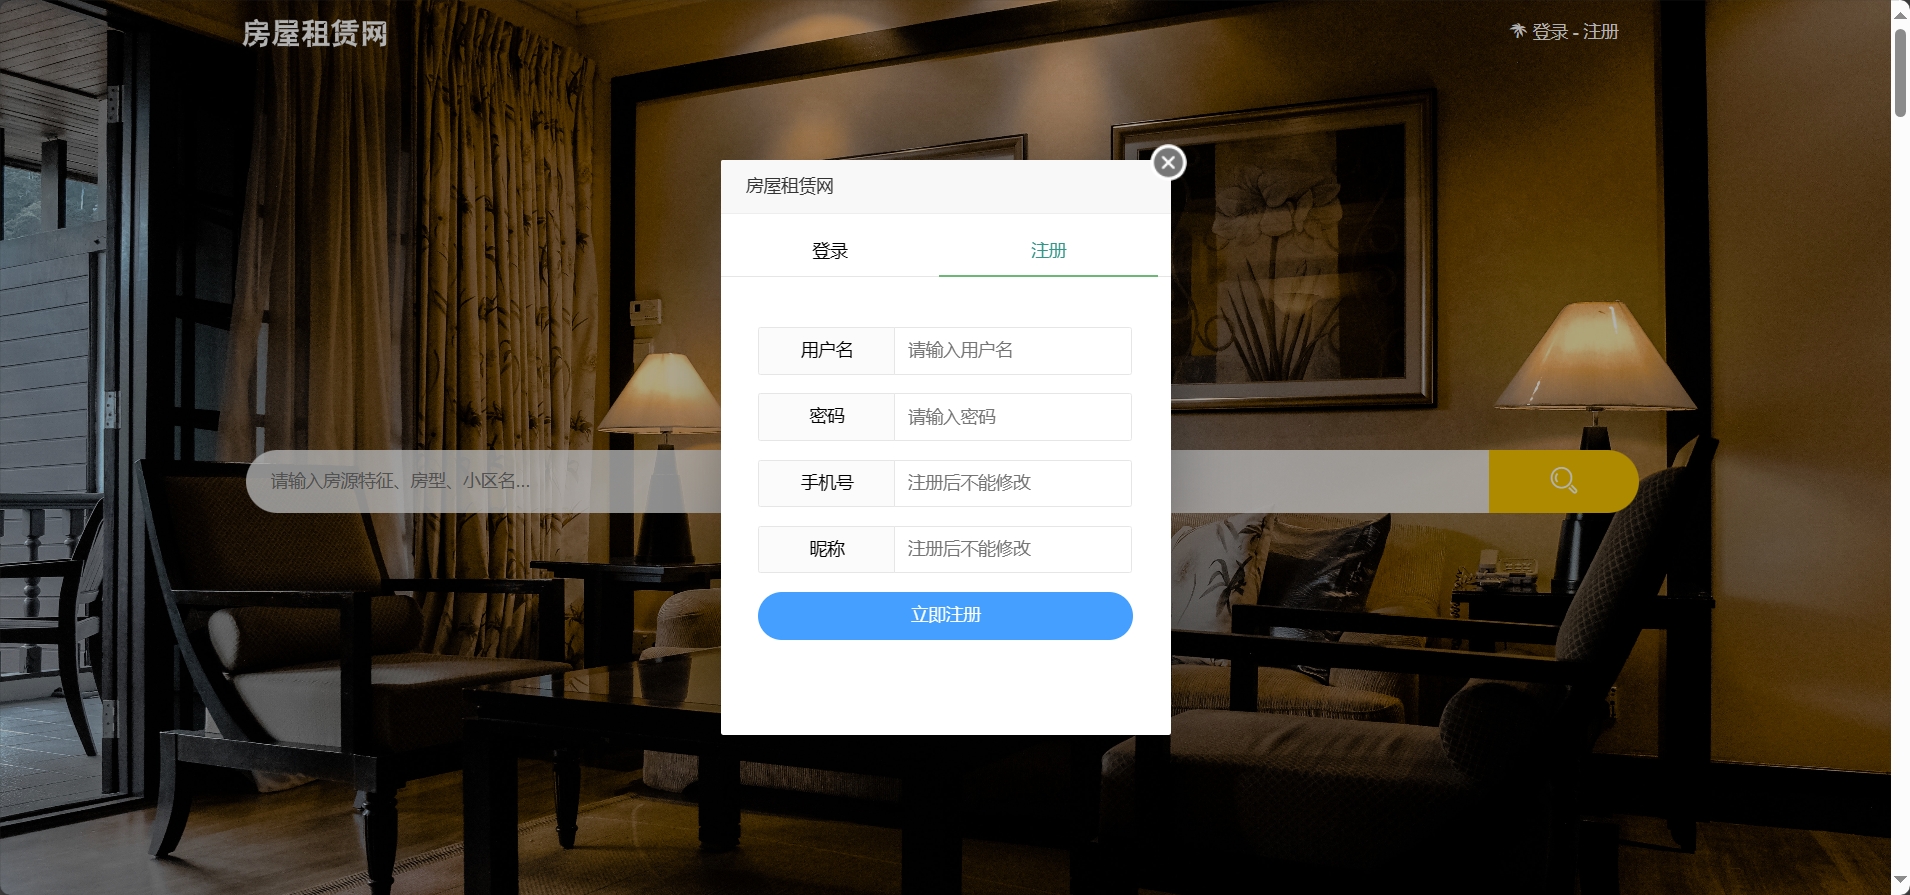 房屋租赁网
登录 - 注册
房屋租赁网
登录
注册
用户名
请输入用户名
密码
请输入密码
请输入房源特征、房型、小区名...
手机号
注册后不能修改
昵称
注册后不能修改
立即注册